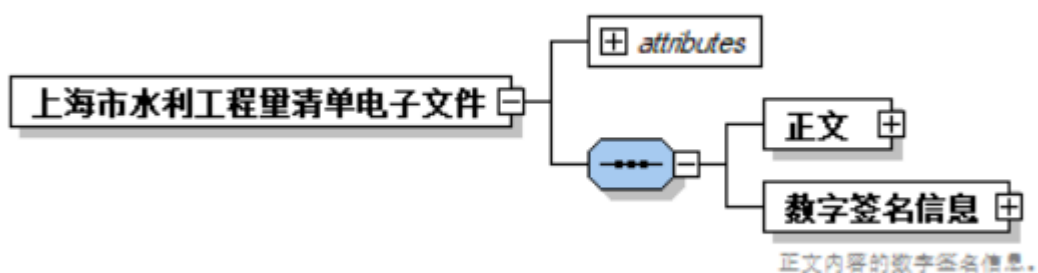 attributes
上海市水利工程量清单电子文件
正文
数字签名信息
正文内容的数字签名信息。